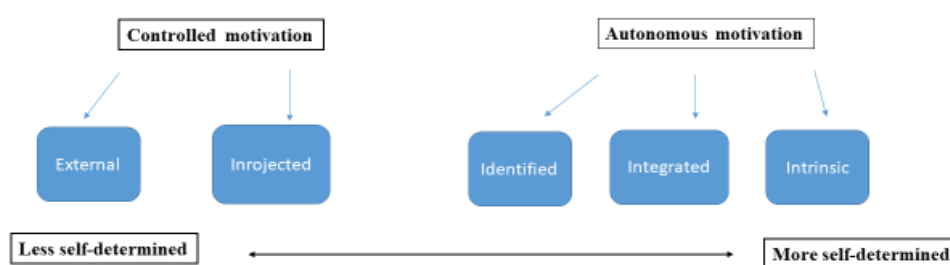 Controlled motivation
Autonomous motivation
External
Inrojected
Identified
Integrated
Intrinsic
Less self-determined
More self-determined